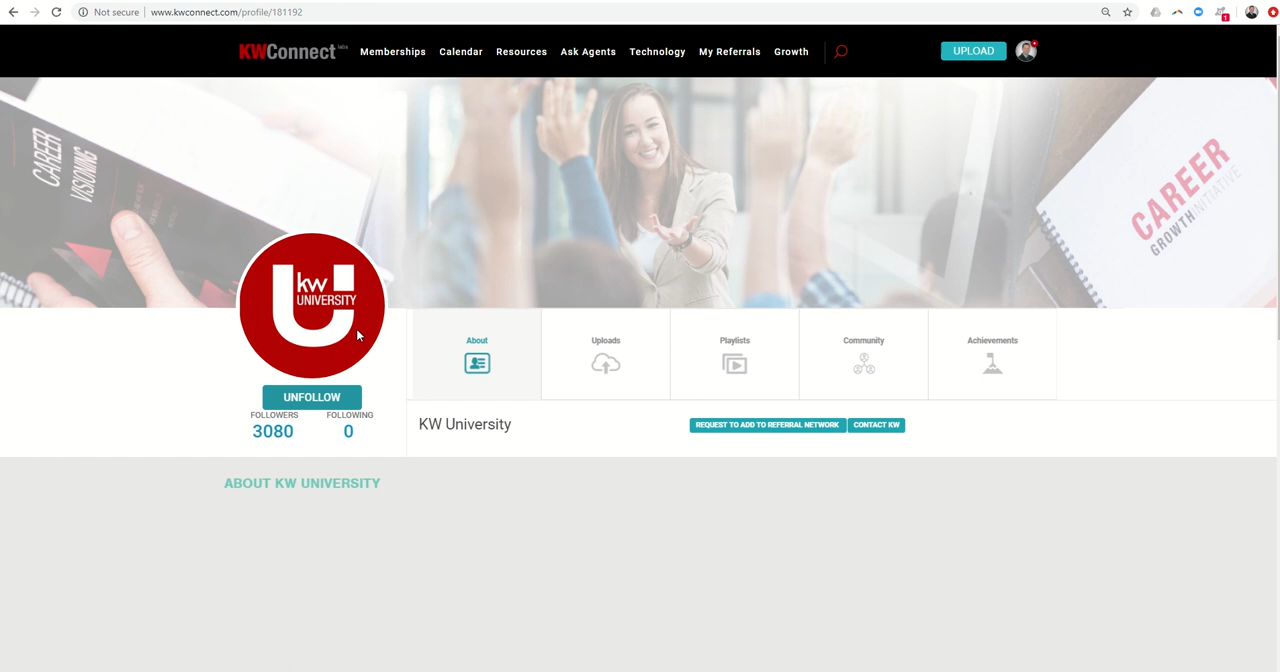 Not secure www.kwconnect.com/profile/181192
1
KWConnect labs Memberships Calendar Resources Ask Agents Technology My Referrals Growth UPLOAD
CAREER
VISIONING
CAREER
GROWTH INITIATIVE
kw
UNIVERSITY
About Uploads Playlists Community Achievements
UNFOLLOW
FOLLOWERS FOLLOWING
3080 0
KW University REQUEST TO ADD TO REFERRAL NETWORK CONTACT KW
ABOUT KW UNIVERSITY